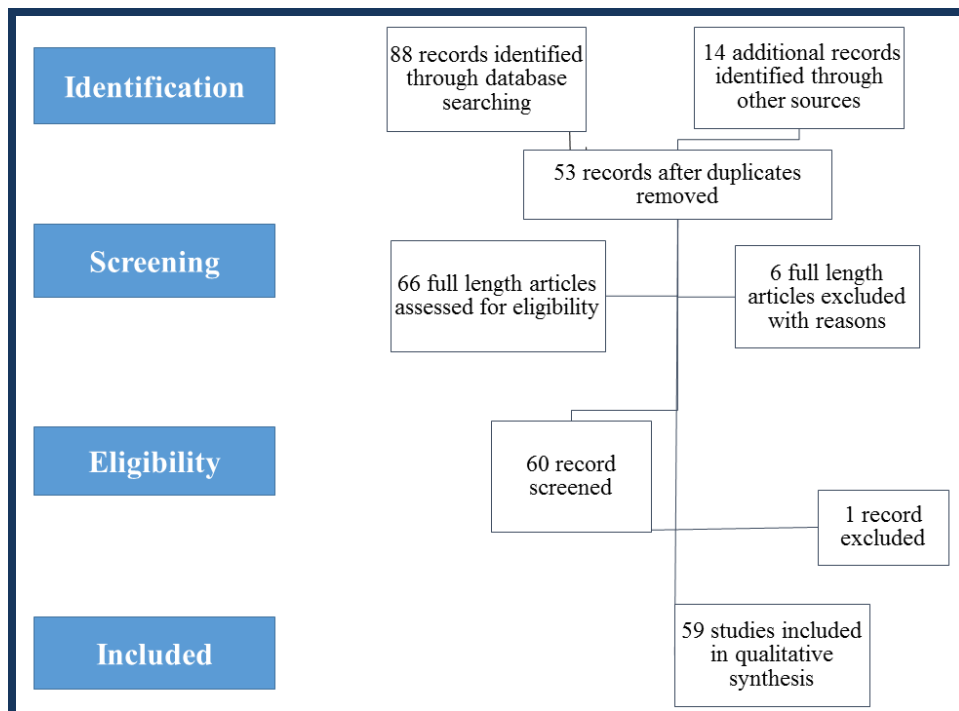 Identification
88 records identified
through database
searching
14 additional records
identified through
other sources
53 records after duplicates
removed
Screening
66 full length articles
assessed for eligibility
6 full length
articles excluded
with reasons
Eligibility
60 record
screened
1 record
excluded
Included
59 studies included
in qualitative
synthesis